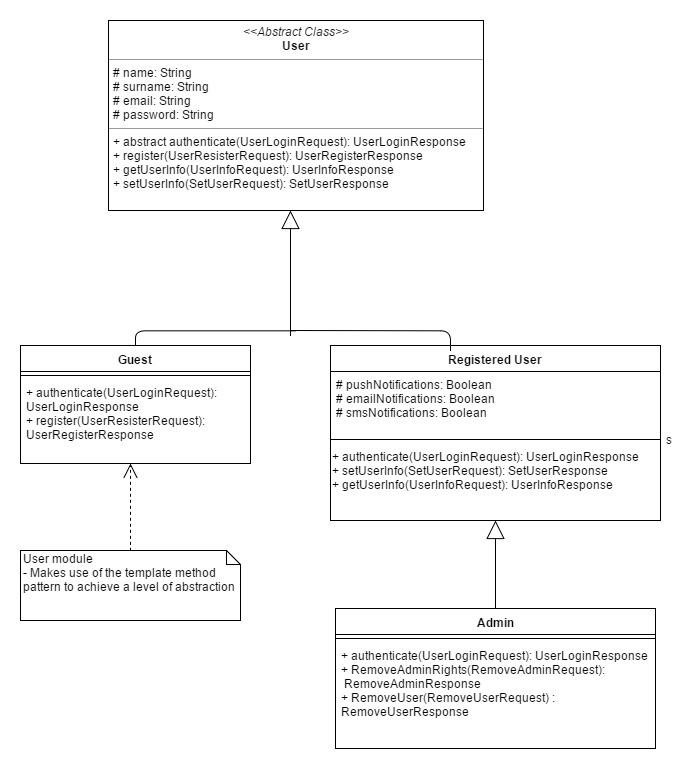 <<Abstract Class>>
User
# name: String
# surname: String
# email: String
# password: String
+ abstract authenticate(UserLoginRequest): UserLoginResponse
+ register(UserResisterRequest): UserRegisterResponse
+ getUserInfo(UserInfoRequest): UserInfoResponse
+ setUserInfo(SetUserRequest): SetUserResponse
Guest
+ authenticate(UserLoginRequest):
UserLoginResponse
+ register(UserResisterRequest):
UserRegisterResponse
Registered User
# pushNotifications: Boolean
# emailNotifications: Boolean
# smsNotifications: Boolean
s
+ authenticate(UserLoginRequest): UserLoginResponse
+ setUserInfo(SetUserRequest): SetUserResponse
+ getUserInfo(UserInfoRequest): UserInfoResponse
User module
- Makes use of the template method
pattern to achieve a level of abstraction
Admin
+ authenticate(UserLoginRequest): UserLoginResponse
+ RemoveAdminRights(RemoveAdminRequest):
RemoveAdminResponse
+ RemoveUser(RemoveUserRequest) :
RemoveUserResponse